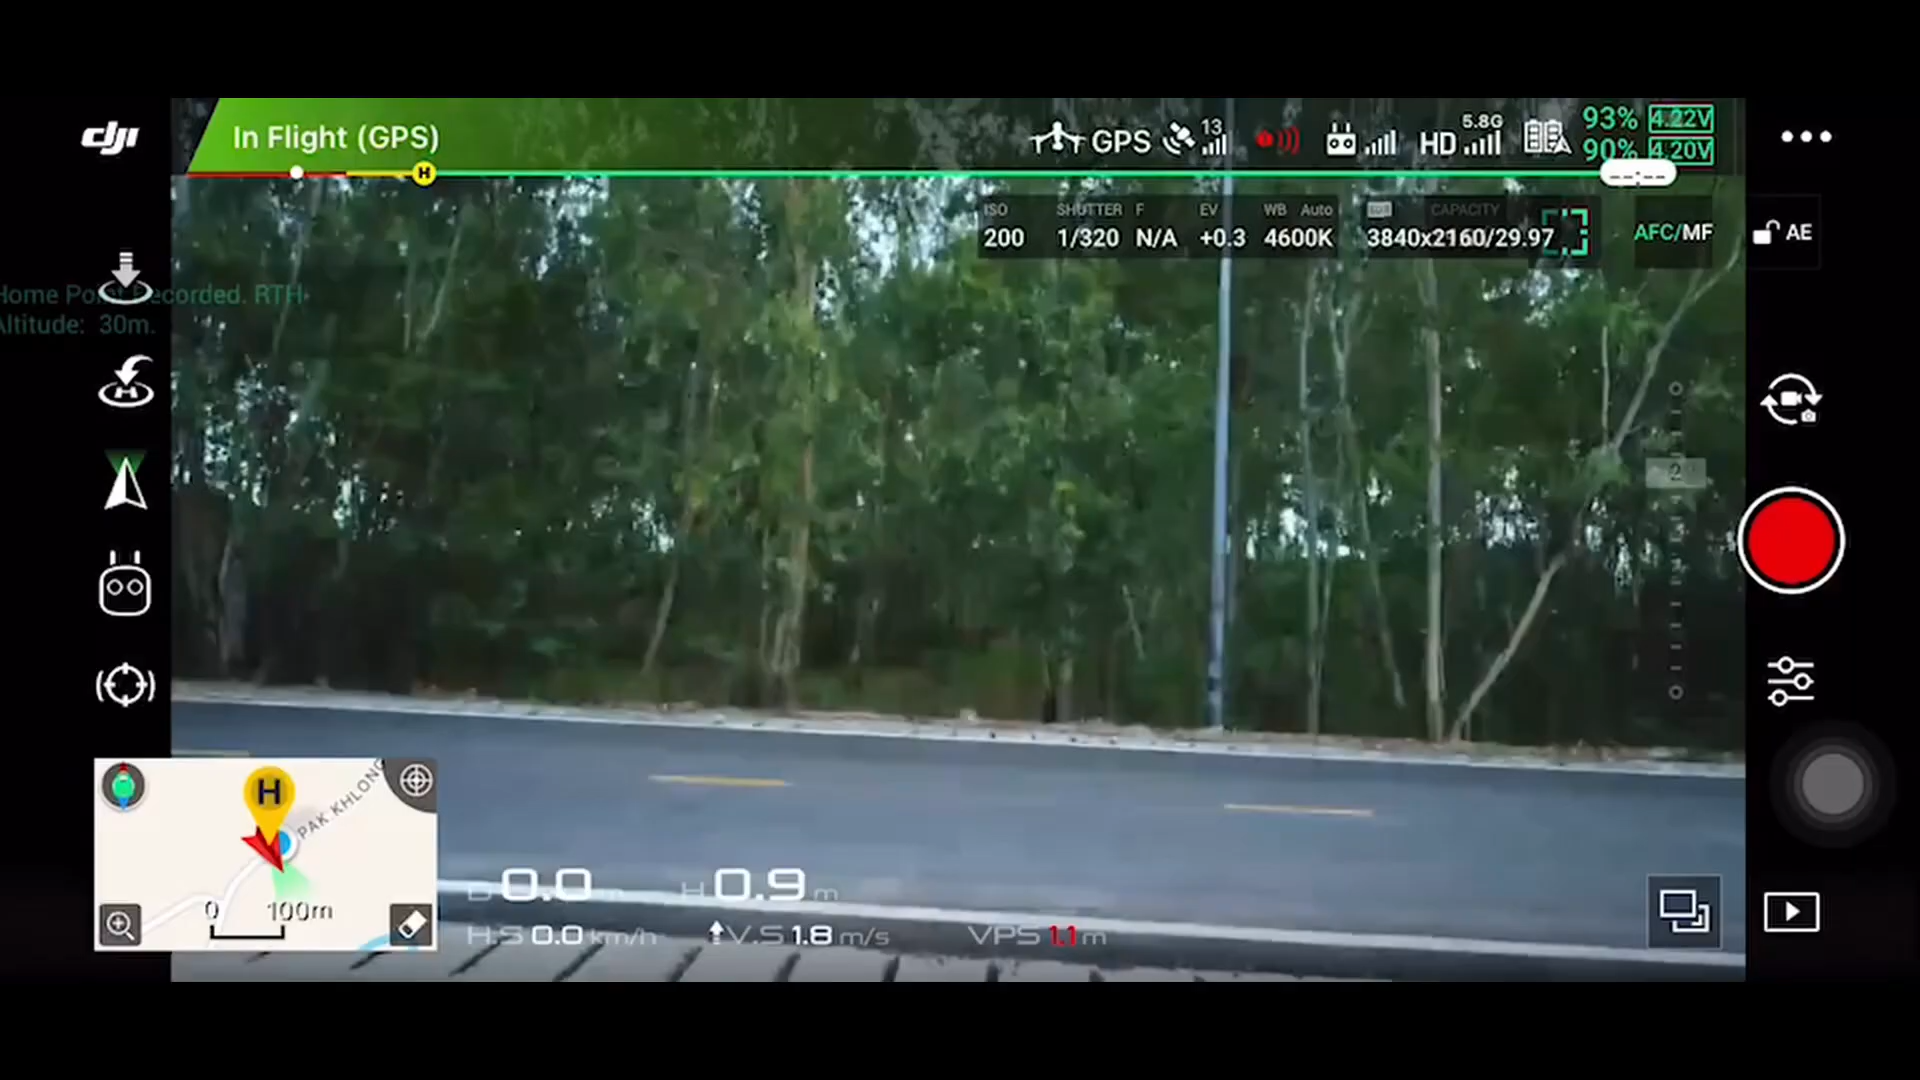 dji
In Flight (GPS)
GPS
13
HD
5.8G
93% 4.22V
90% 4.20V
H
--:--
ISO
200
SHUTTER
1/320
F
N/A
EV
+0.3
WB Auto
4600K
CAPACITY
3840x2160/29.97
AFC/MF
AE
Home Point Recorded. RTH
Altitude: 30m.
H
2
H
PAK KHLONG
0 100m
D 0.0 m H 0.9 m
H.S 0.0 km/h V.S 1.8 m/s VPS 1.1 m